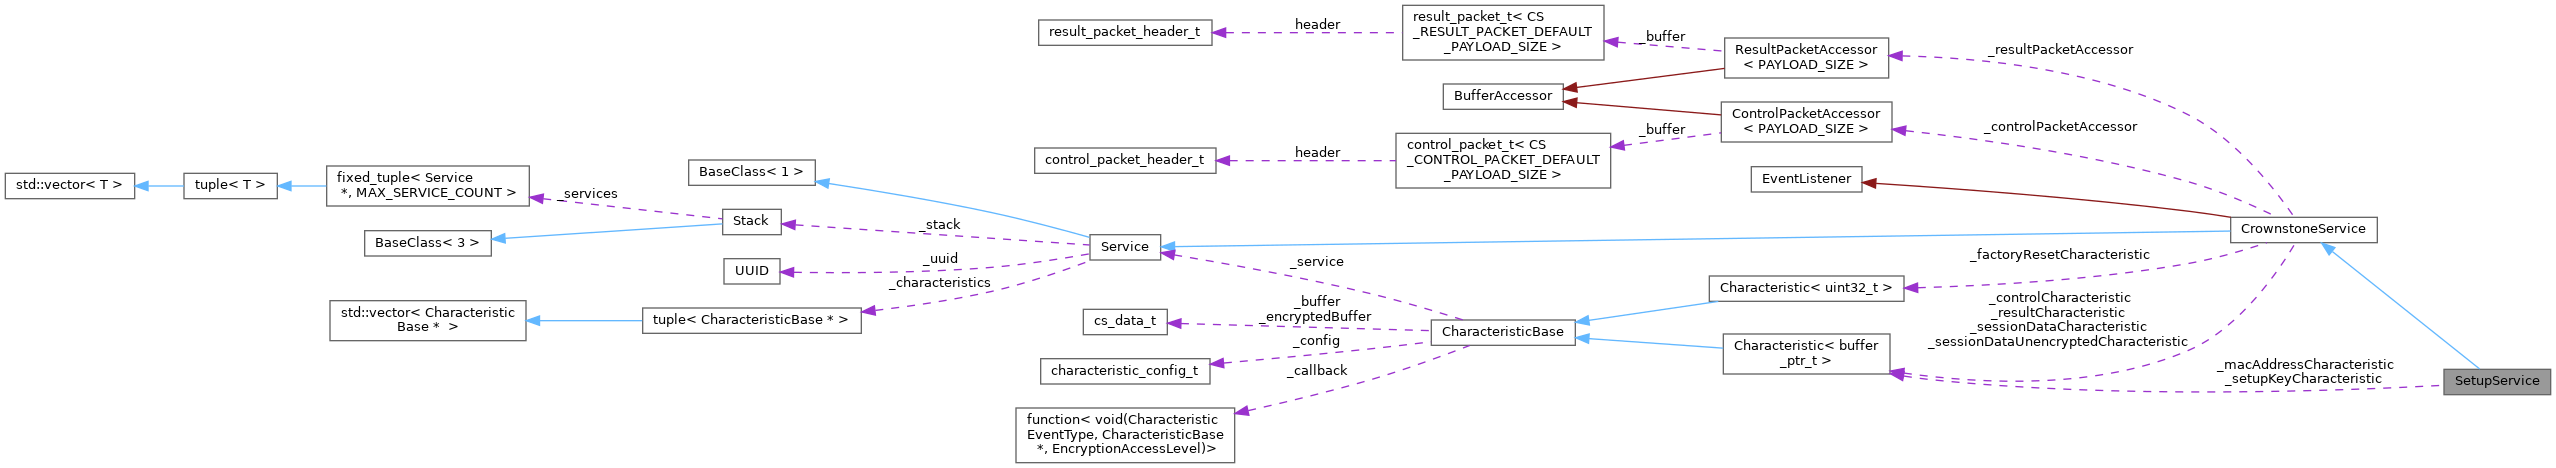 result_packet_header_t
header
result_packet_t< CS
_RESULT_PACKET_DEFAULT
_PAYLOAD_SIZE >
_buffer
ResultPacketAccessor
< PAYLOAD_SIZE >
_resultPacketAccessor
BufferAccessor
ControlPacketAccessor
< PAYLOAD_SIZE >
_controlPacketAccessor
_buffer
control_packet_header_t
header
control_packet_t< CS
_CONTROL_PACKET_DEFAULT
_PAYLOAD_SIZE >
EventListener
std::vector< T >
tuple< T >
fixed_tuple< Service
*, MAX_SERVICE_COUNT >
_services
BaseClass< 1 >
Stack
BaseClass< 3 >
_stack
UUID
_uuid
_characteristics
Service
CrownstoneService
std::vector< Characteristic
Base * >
tuple< CharacteristicBase * >
_service
_factoryResetCharacteristic
Characteristic< uint32_t >
cs_data_t
_buffer
_encryptedBuffer
CharacteristicBase
_controlCharacteristic
_resultCharacteristic
_sessionDataCharacteristic
_sessionDataUnencryptedCharacteristic
Characteristic< buffer
_ptr_t >
characteristic_config_t
_config
_callback
_macAddressCharacteristic
_setupKeyCharacteristic
SetupService
function< void(Characteristic
EventType, CharacteristicBase
*, EncryptionAccessLevel)>